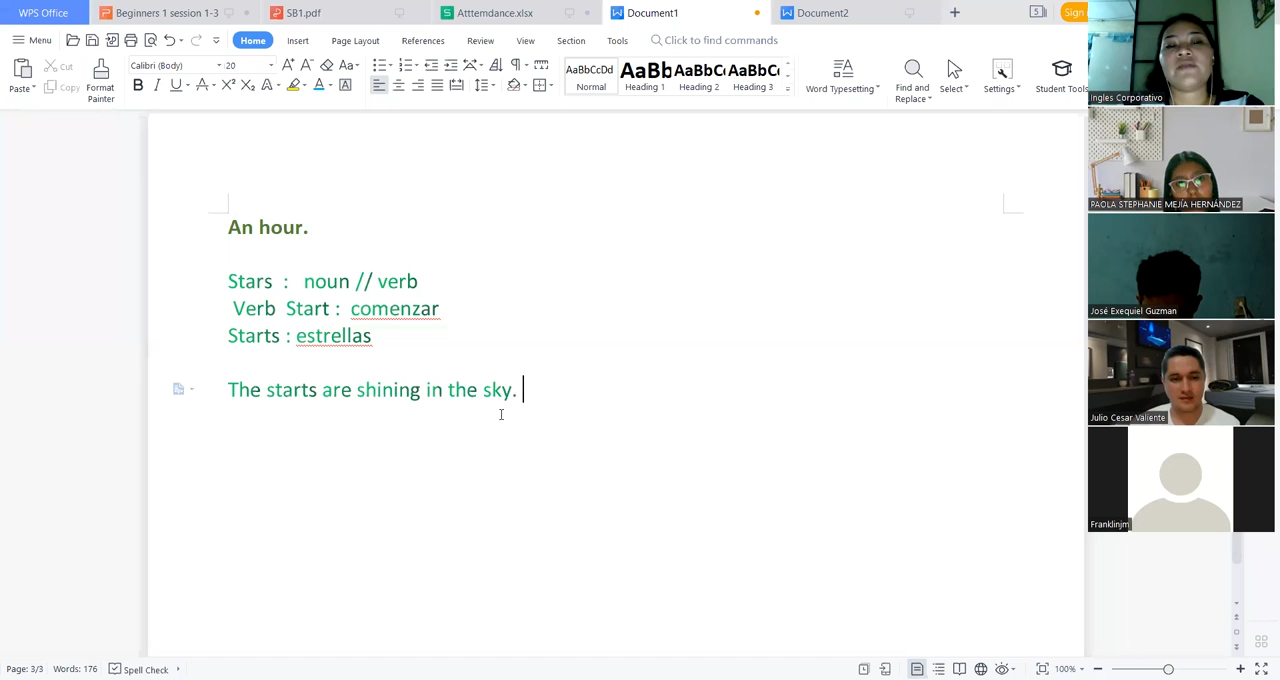 WPS Office
Beginners 1 session 1-3
SB1.pdf
Atttemdance.xlsx
Document1
Document2
Sign
Menu
Home
Insert
Page Layout
References
Review
View
Section
Tools
Click to find commands
Paste
Cut
Copy
Format Painter
Calibri (Body)
20
AaBbCcDd
Normal
AaBb
Heading 1
AaBbC
Heading 2
AaBbC
Heading 3
Word Typesetting
Find and Replace
Select
Settings
Student Tools
An hour.
Stars : noun // verb
Verb Start : comenzar
Starts : estrellas
The starts are shining in the sky.
Ingles Corporativo
PAOLA STEPHANIE MEJÍA HERNÁNDEZ
José Exequiel Guzman
Julio Cesar Valiente
Franklinjm
Page: 3/3
Words: 176
Spell Check
100%